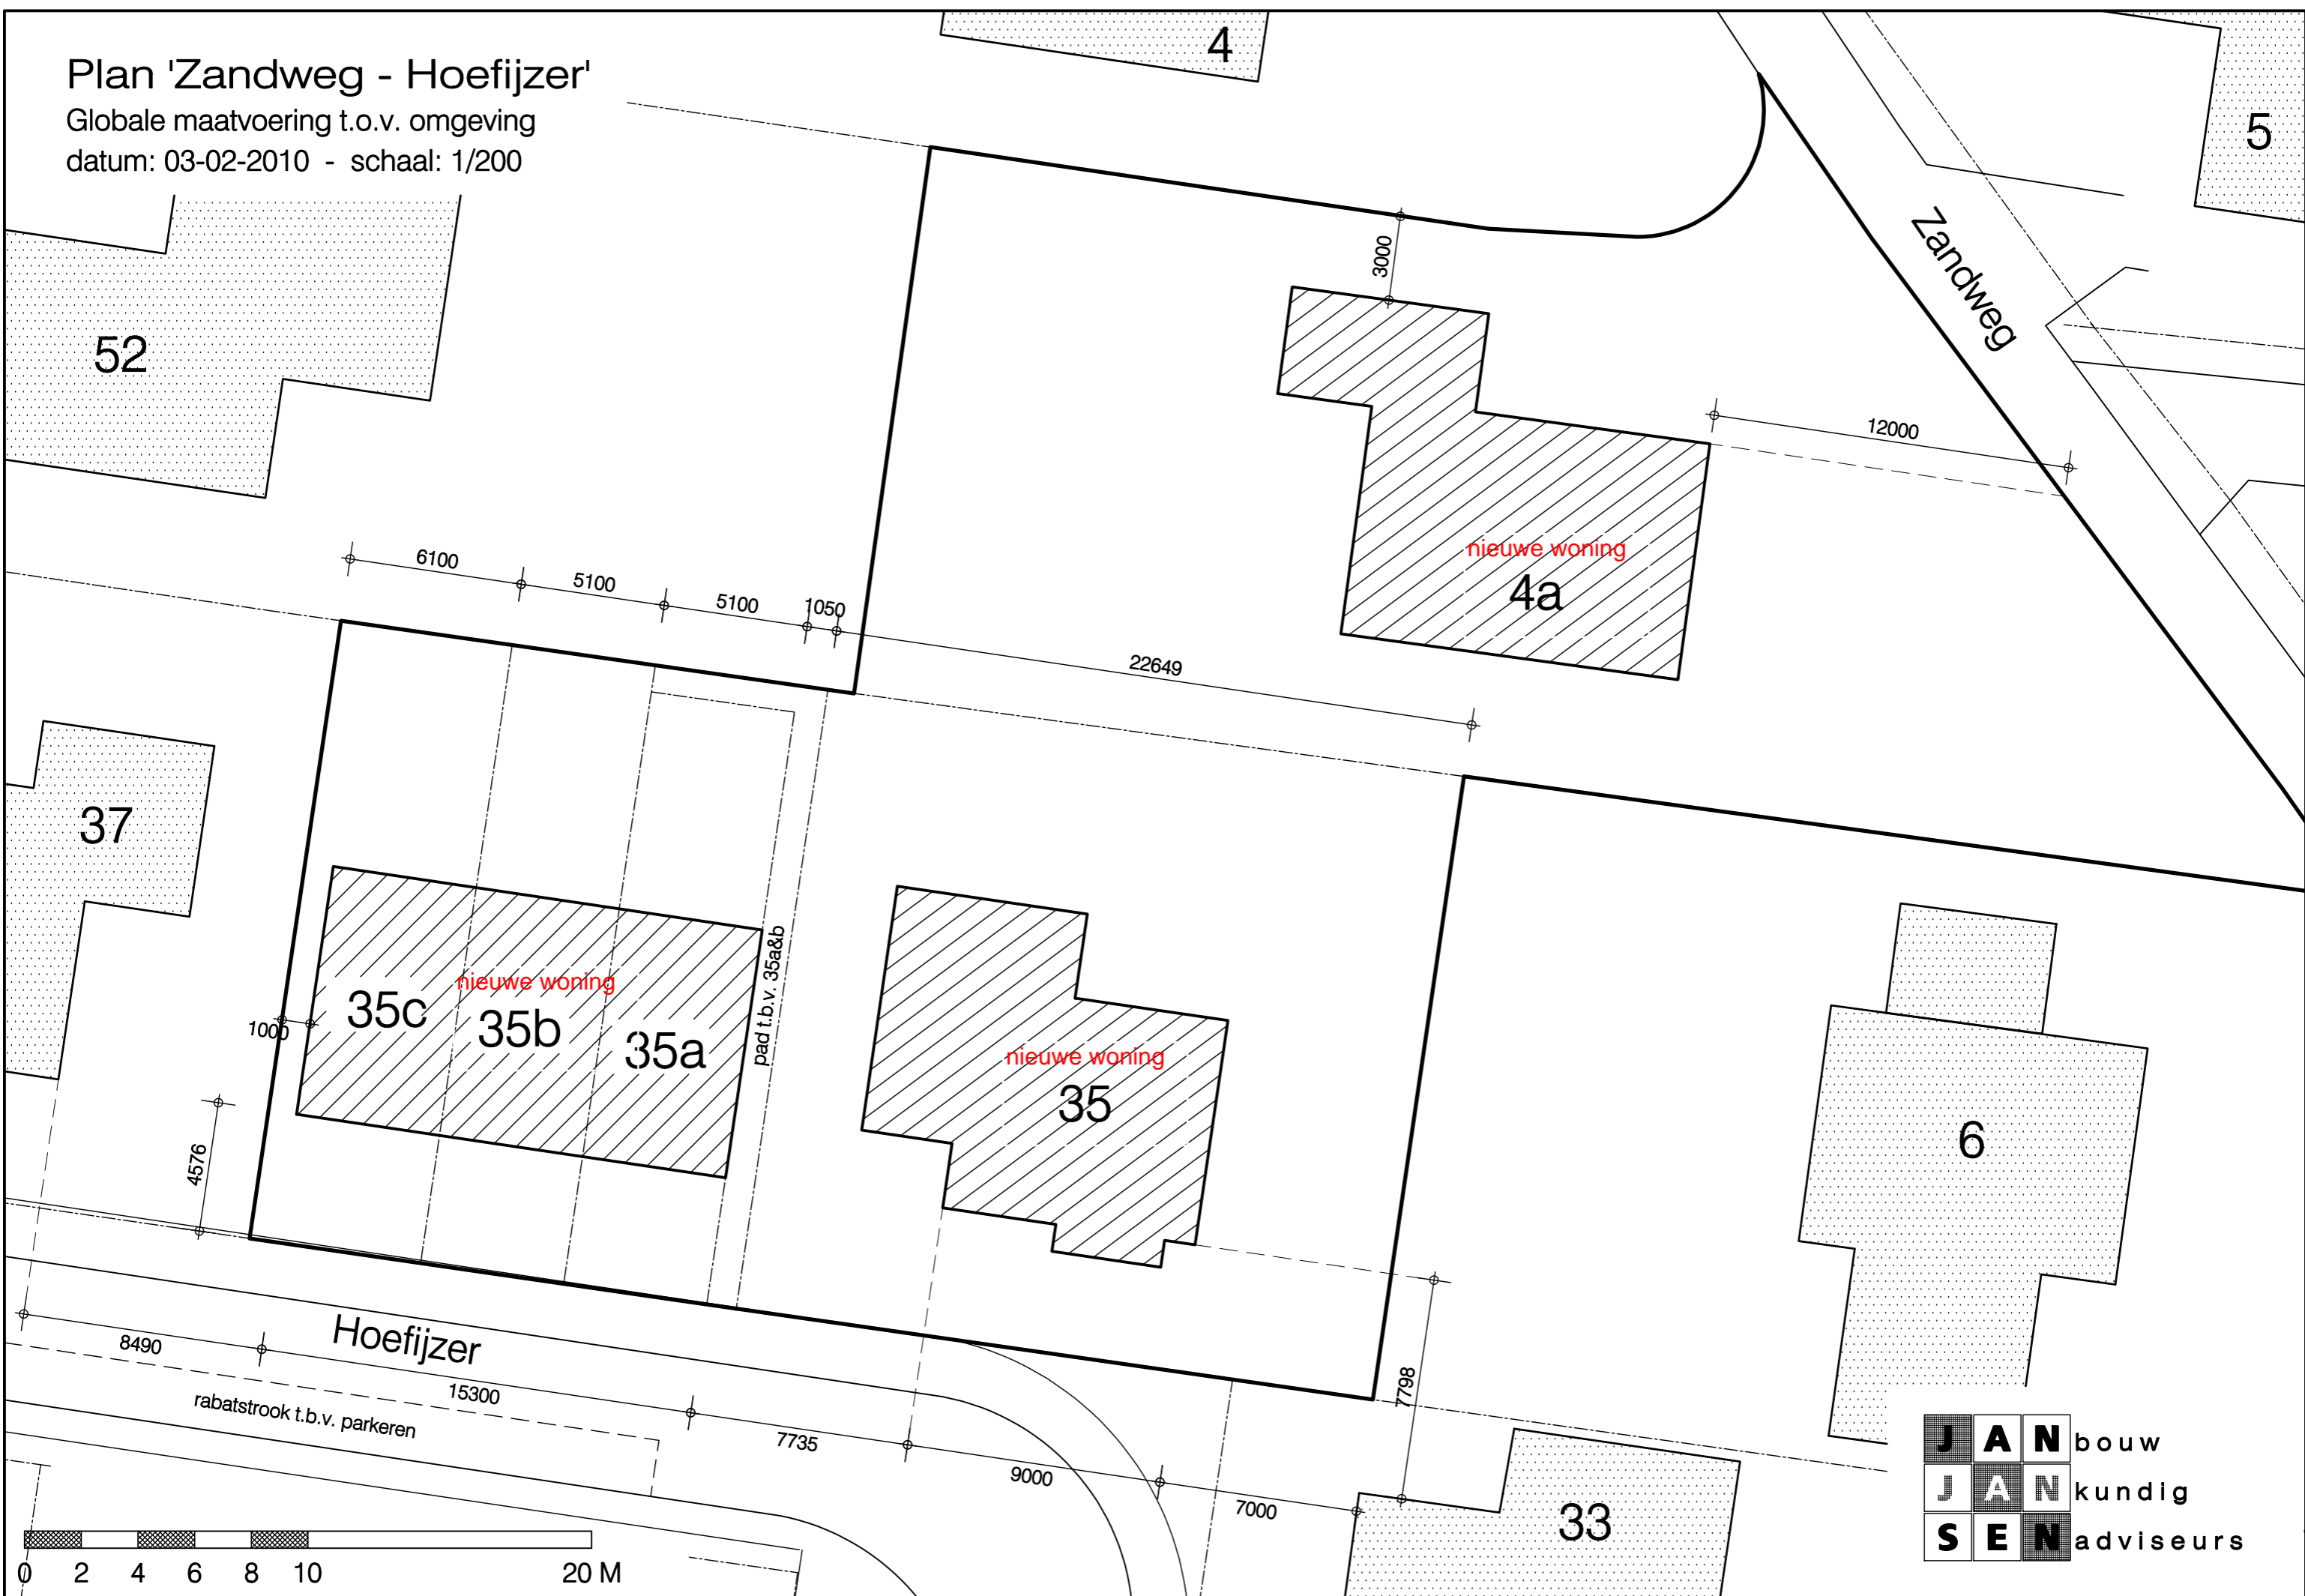 Plan 'Zandweg - Hoefijzer'
Globale maatvoering t.o.v. omgeving
datum: 03-02-2010 - schaal: 1/200
4
5
Zandweg
3000
52
12000
nieuwe woning
4a
6100
5100
5100
1050
22649
37
nieuwe woning
35c
35b
35a
1000
pad t.b.v. 35a&b
nieuwe woning
35
6
4576
Hoefijzer
8490
15300
rabatstrook t.b.v. parkeren
7735
9000
7000
7798
33
0 2 4 6 8 10 20 M
JAN bouw
JAN kundig
SEN adviseurs